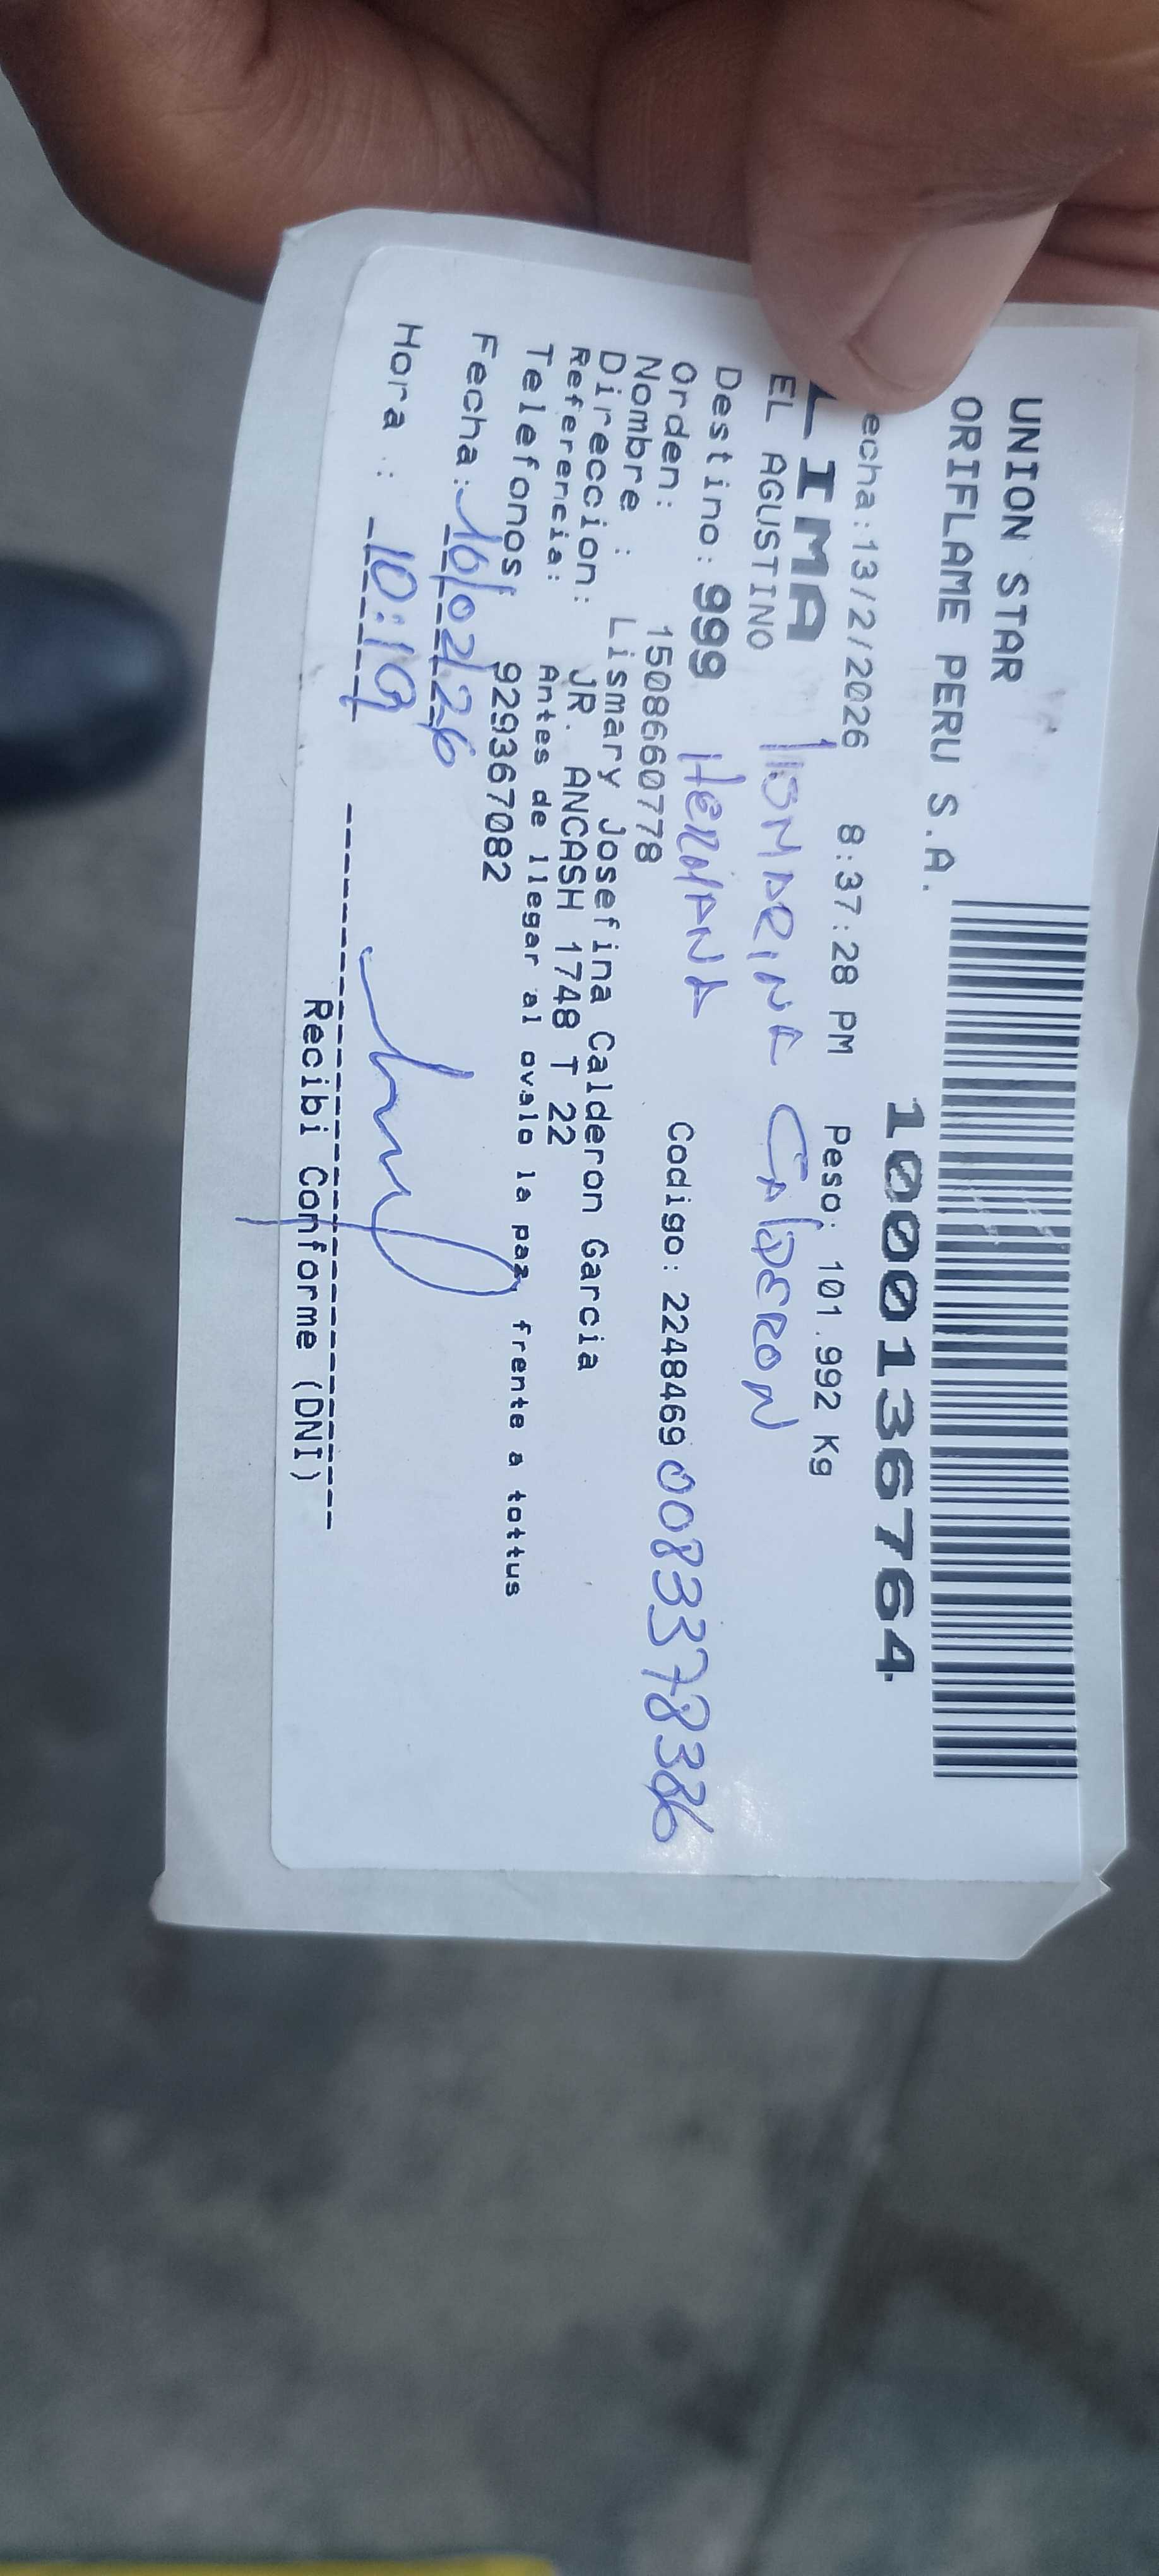 UNION STAR
ORIFLAME PERU S.A.
1000136764
echa:13/2/2026 8:37:28 PM Peso: 101.992 Kg
LIMA
EL AGUSTINO CAlDERON
Destino: 999 HERMANA
Orden: 1508660778 Codigo: 2248469
Nombre : Lismary Josefina Calderon Garcia
Direccion: JR. ANCASH 1748 T 22
Referencia: Antes de llegar al ovalo la paz, frente a tottus
Telefonos 929367082
Fecha: 16/02/26
Hora : 10:19
Recibi Conforme (DNI)